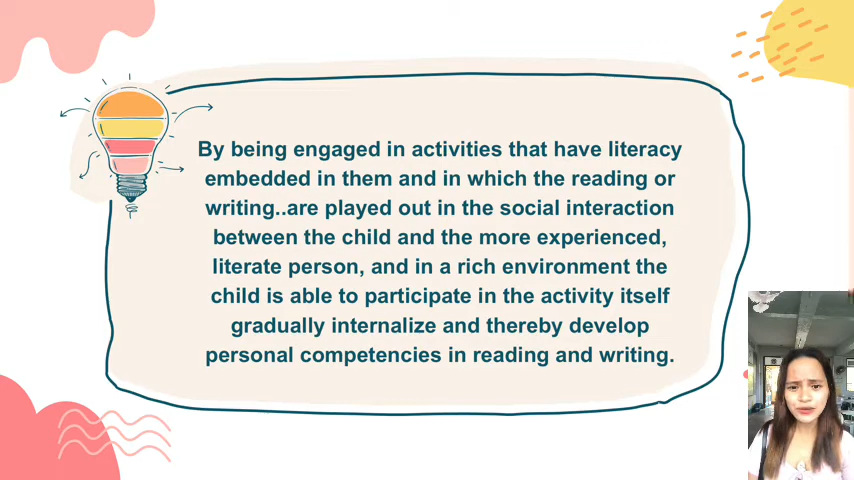 By being engaged in activities that have literacy
embedded in them and in which the reading or
writing..are played out in the social interaction
between the child and the more experienced,
literate person, and in a rich environment the
child is able to participate in the activity itself
gradually internalize and thereby develop
personal competencies in reading and writing.